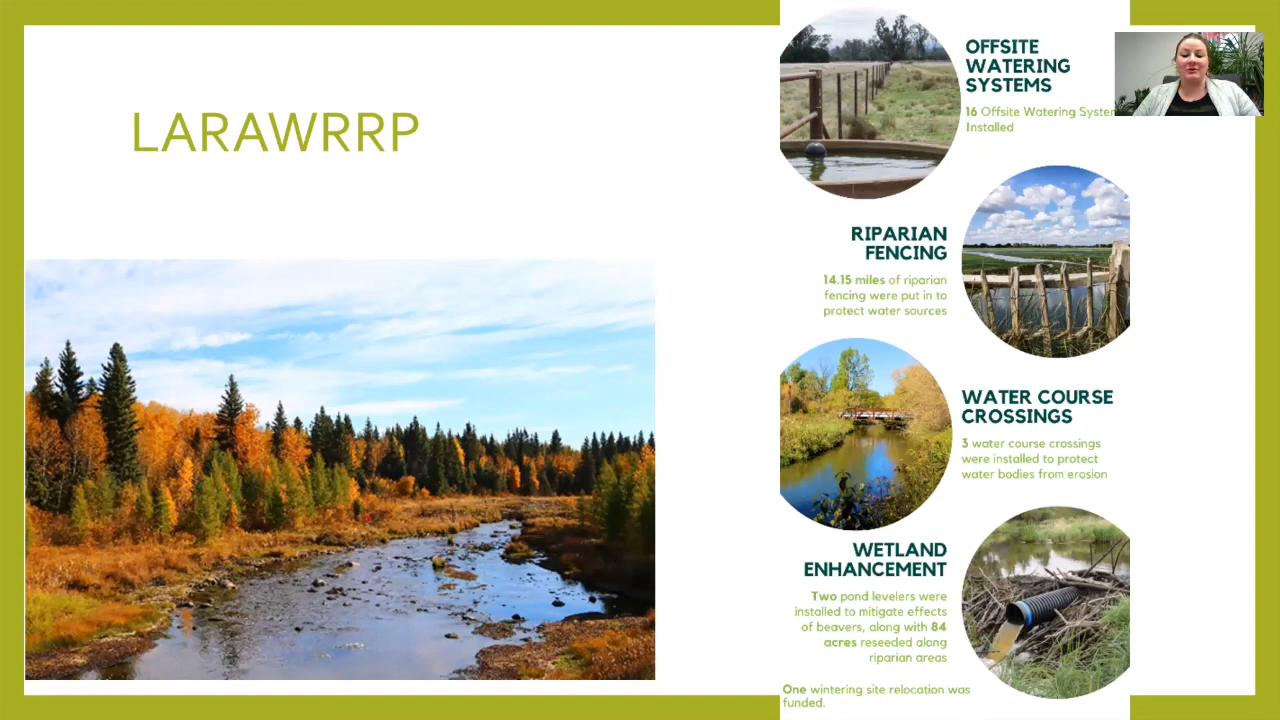 LARAWRRP
OFFSITE
WATERING
SYSTEMS
16 Offsite Watering System
Installed
RIPARIAN
FENCING
14.15 miles of riparian
fencing were put in to
protect water sources
WATER COURSE
CROSSINGS
3 water course crossings
were installed to protect
water bodies from erosion
WETLAND
ENHANCEMENT
Two pond levelers were
installed to mitigate effects
of beavers, along with 84
acres reseeded along
riparian areas
One wintering site relocation was
funded.